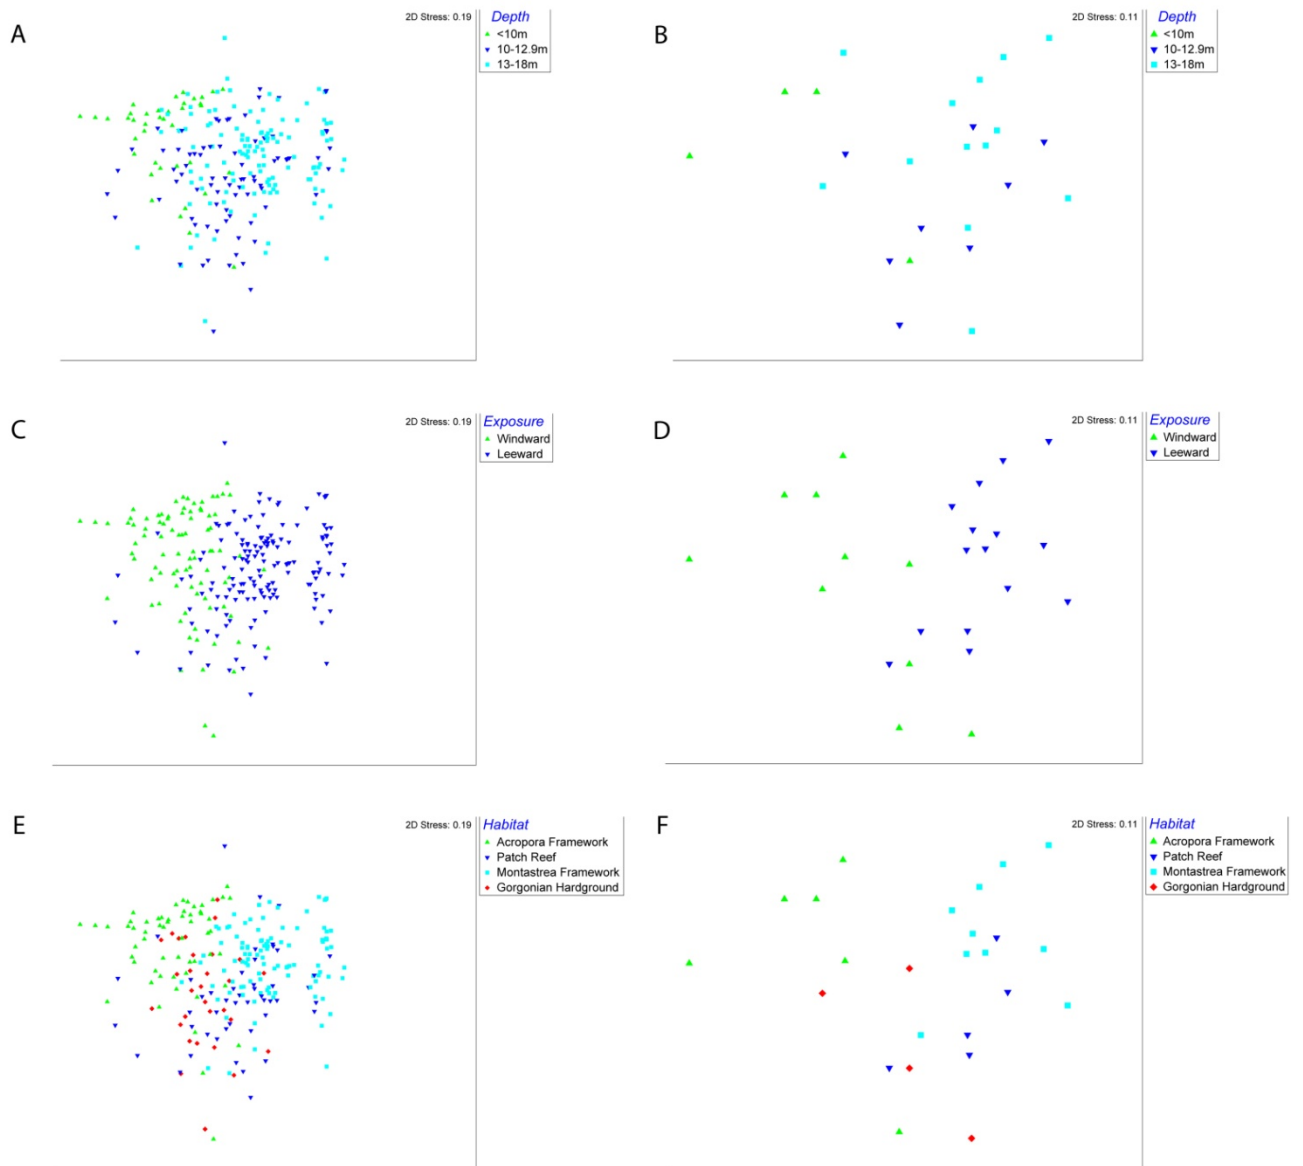 A
2D Stress: 0.19
Depth
<10m
10-12.9m
13-18m
B
2D Stress: 0.11
Depth
<10m
10-12.9m
13-18m
C
2D Stress: 0.19
Exposure
Windward
Leeward
D
2D Stress: 0.11
Exposure
Windward
Leeward
E
2D Stress: 0.19
Habitat
Acropora Framework
Patch Reef
Montastrea Framework
Gorgonian Hardground
F
2D Stress: 0.11
Habitat
Acropora Framework
Patch Reef
Montastrea Framework
Gorgonian Hardground